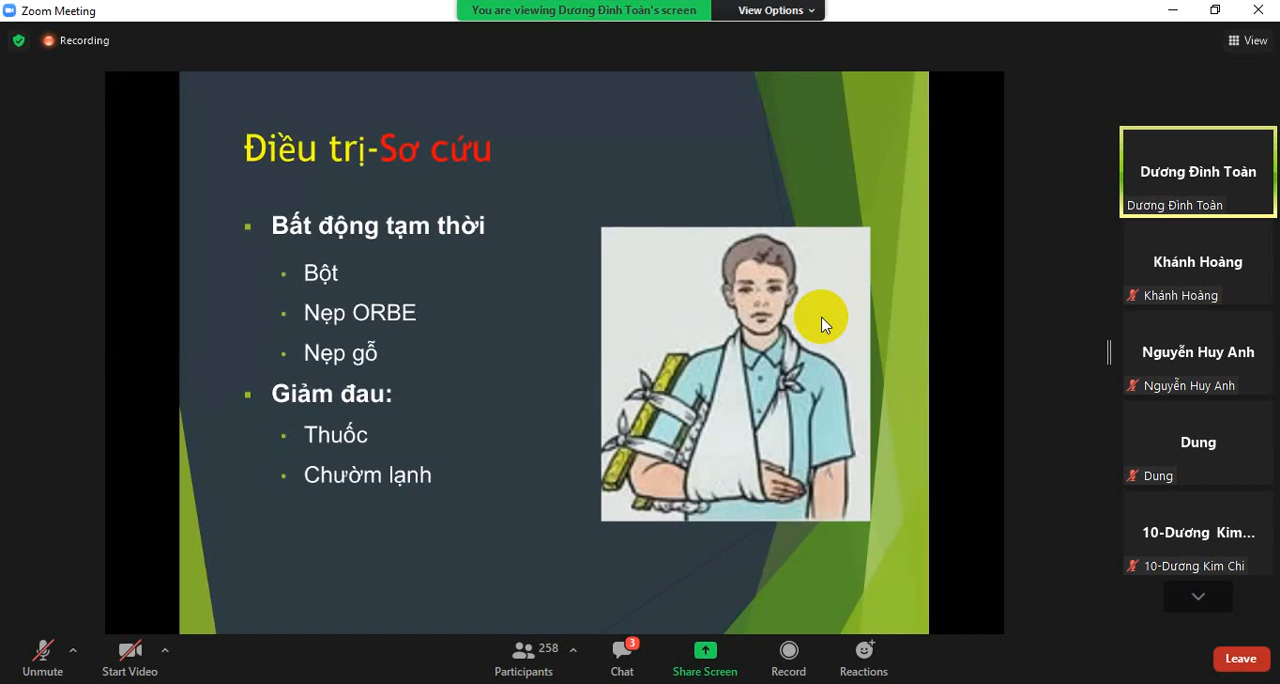 Zoom Meeting
You are viewing Dương Đình Toàn's screen
View Options
Recording
View
Điều trị-Sơ cứu
Bất động tạm thời
Bột
Nẹp ORBE
Nẹp gỗ
Giảm đau:
Thuốc
Chườm lạnh
Dương Đình Toàn
Dương Đình Toàn
Khánh Hoàng
Khánh Hoàng
Nguyễn Huy Anh
Nguyễn Huy Anh
Dung
Dung
10-Dương Kim...
10-Dương Kim Chi
Unmute
Start Video
258
Participants
3
Chat
Share Screen
Record
Reactions
Leave